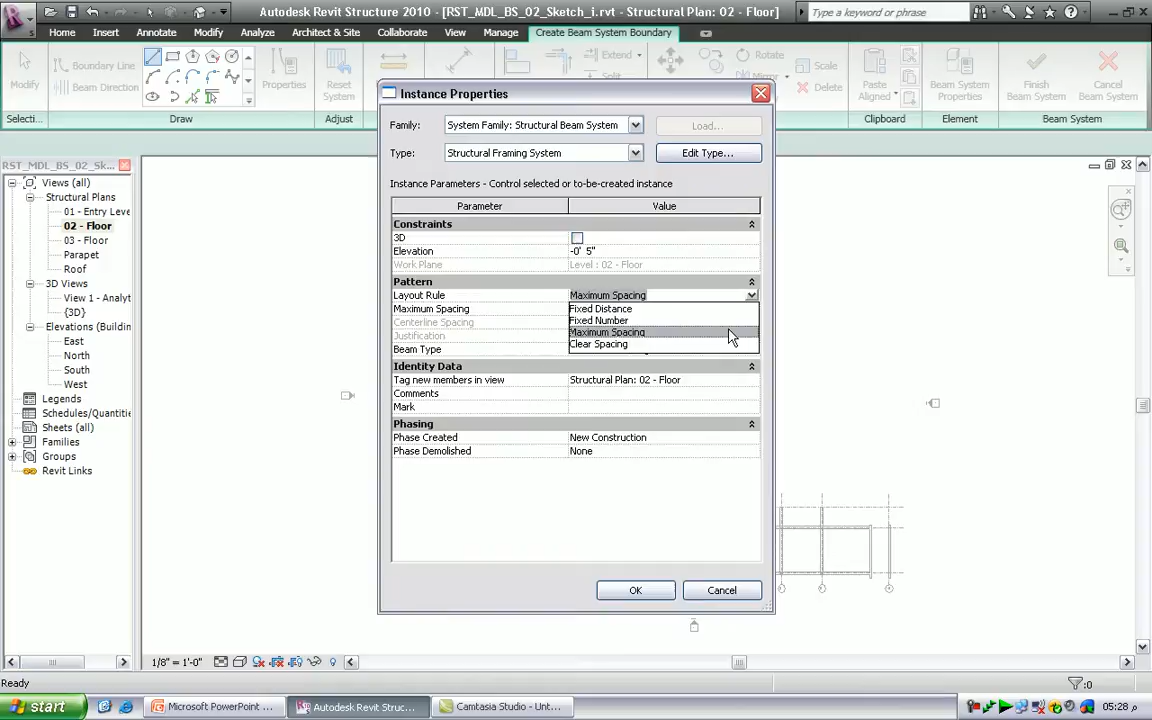 Autodesk Revit Structure 2010 - [RST_MDL_BS_02_Sketch_i.rvt - Structural Plan: 02 - Floor]
Type a keyword or phrase
Home Insert Annotate Modify Analyze Architect & Site Collaborate View Manage Create Beam System Boundary
Modify
Boundary Line
Beam Direction
Properties
Reset System
Extend
Split
Rotate
Mirror
Scale
Delete
Paste Aligned
Beam System Properties
Finish Beam System
Cancel Beam System
Selecti... Draw Adjust Clipboard Element Beam System
Instance Properties
Family: System Family: Structural Beam System Load...
Type: Structural Framing System Edit Type...
Instance Parameters - Control selected or to-be-created instance
Parameter Value
Constraints
3D
Elevation -0' 5"
Work Plane Level : 02 - Floor
Pattern
Layout Rule Maximum Spacing
Maximum Spacing Fixed Distance
Centerline Spacing Fixed Number
Justification Maximum Spacing
Beam Type Clear Spacing
Identity Data
Tag new members in view Structural Plan: 02 - Floor
Comments
Mark
Phasing
Phase Created New Construction
Phase Demolished None
OK Cancel
RST_MDL_BS_02_Sk...
Views (all)
Structural Plans
01 - Entry Leve
02 - Floor
03 - Floor
Parapet
Roof
3D Views
View 1 - Analyt
{3D}
Elevations (Building
East
North
South
West
Legends
Schedules/Quantitie
Sheets (all)
Families
Groups
Revit Links
1/8" = 1'-0"
Ready
:0
start Microsoft PowerPoint ... Autodesk Revit Struc... Camtasia Studio - Unt... 05:28 م